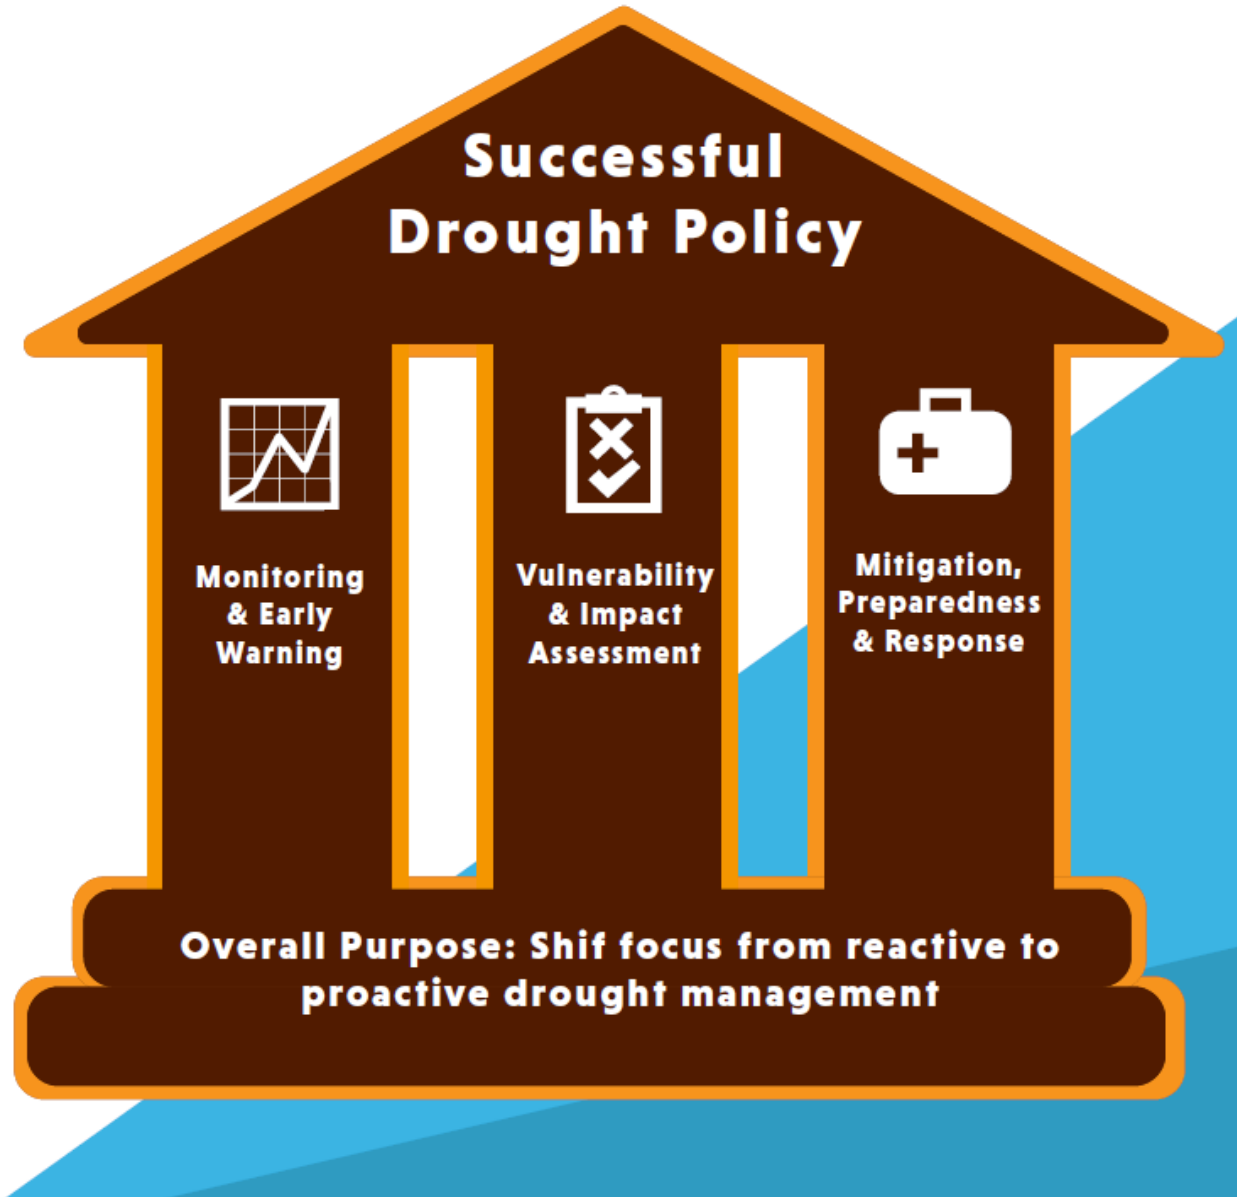 Successful
Drought Policy
Monitoring
& Early
Warning
Vulnerability
& Impact
Assessment
Mitigation,
Preparedness
& Response
Overall Purpose: Shif focus from reactive to
proactive drought management